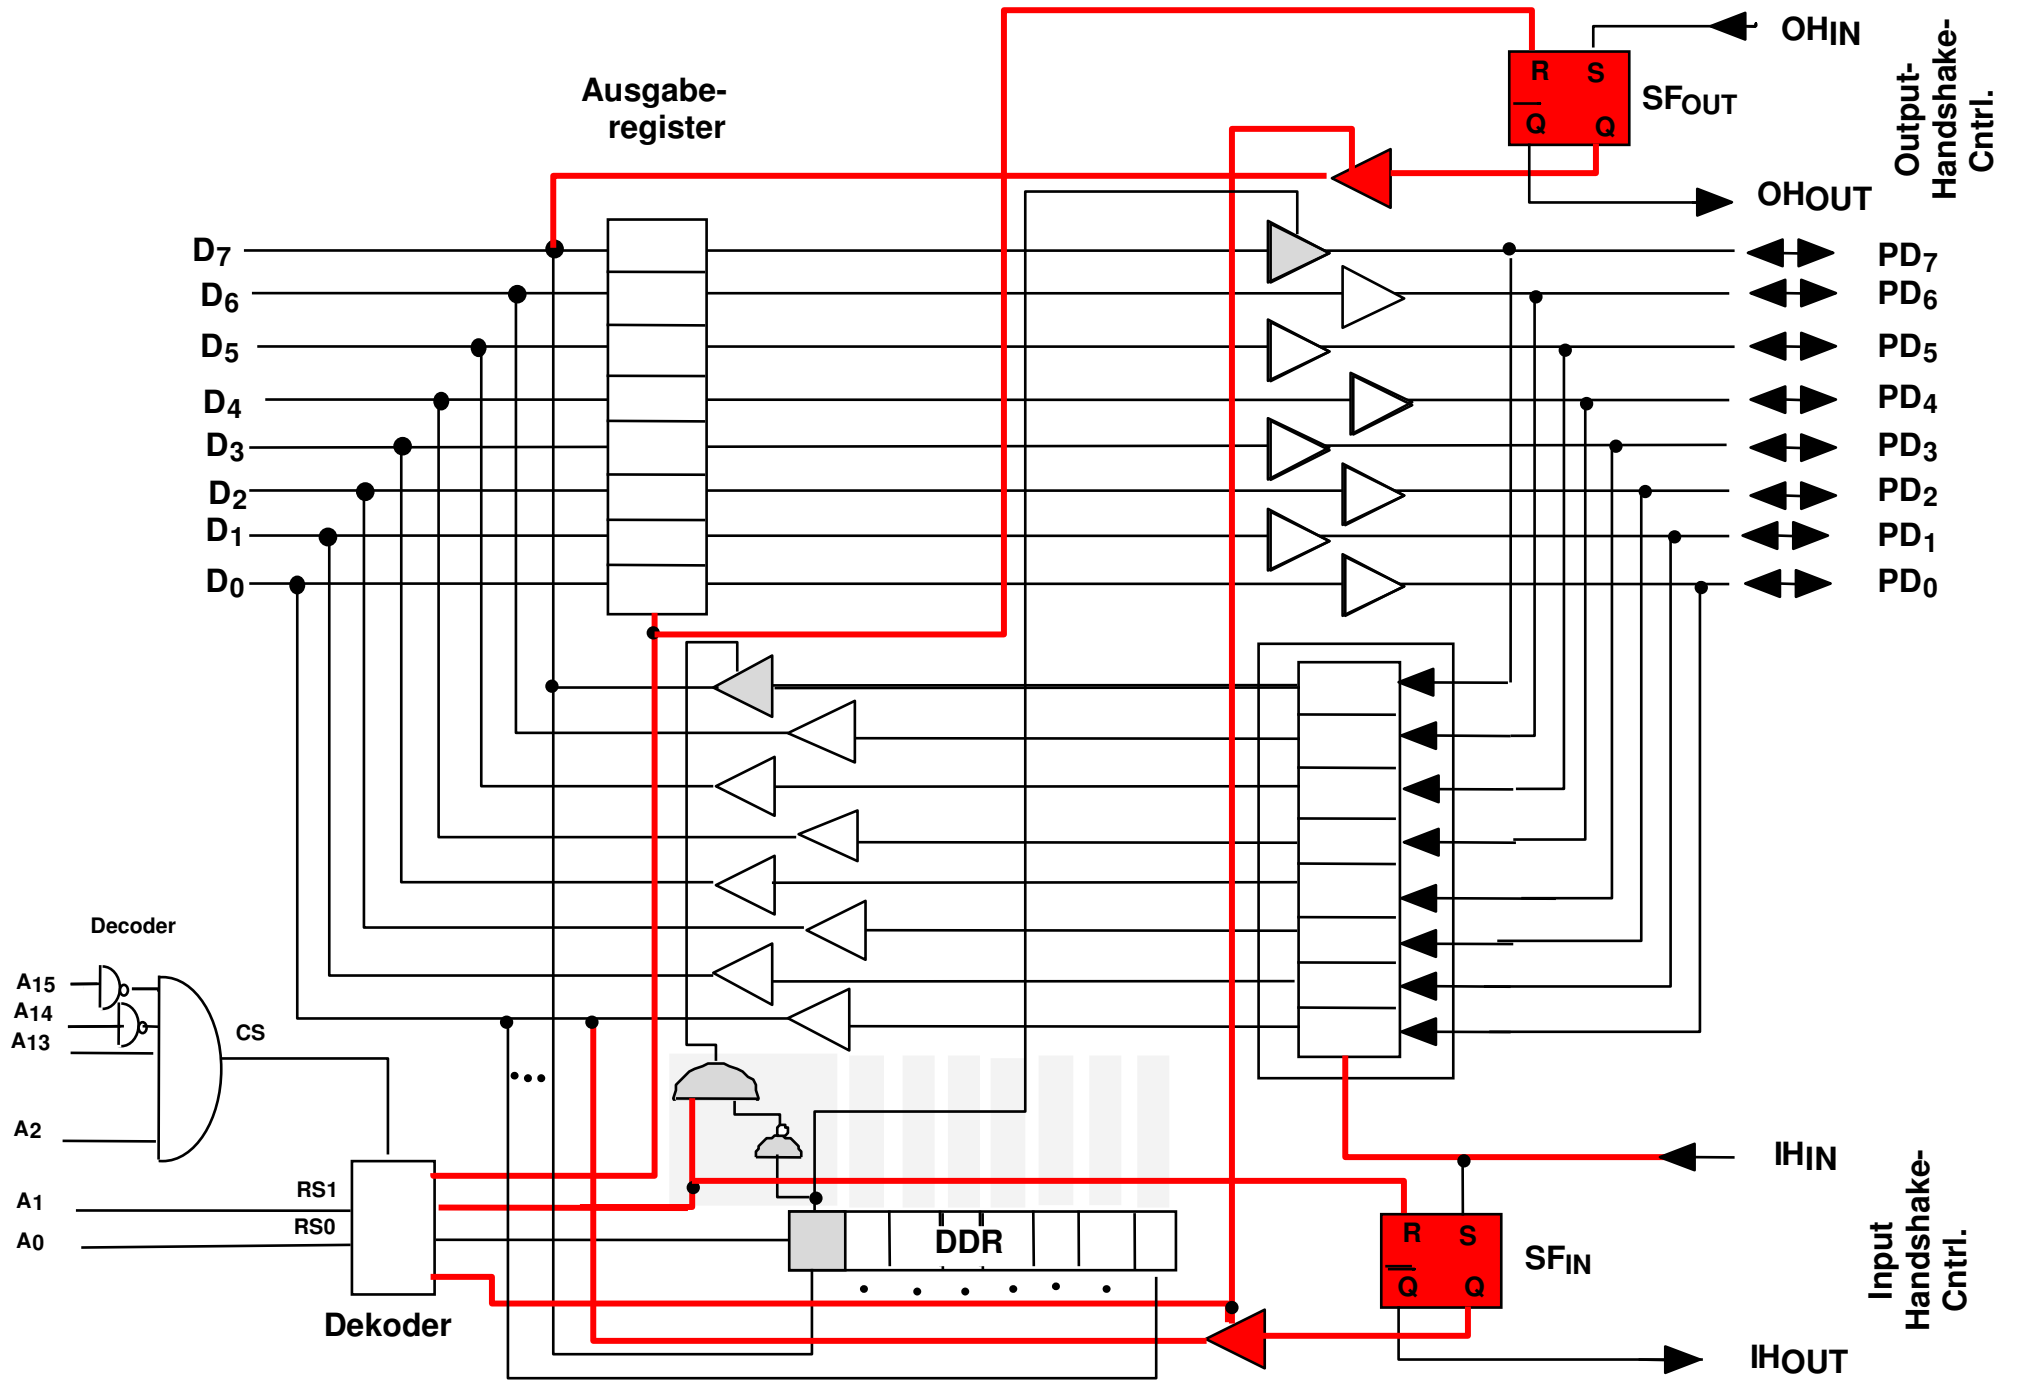 OHIN
R S
SFOUT
Q Q
Output-
Handshake-
Cntrl.
Ausgabe-
register
OHOUT
D7
PD7
D6
PD6
D5
PD5
D4
PD4
D3
PD3
D2
PD2
D1
PD1
D0
PD0
Decoder
A15
A14
A13
CS
A2
IHIN
RS1
A1
RS0
A0
DDR
R S
SFIN
Q Q
Input
Handshake-
Cntrl.
Dekoder
IHOUT